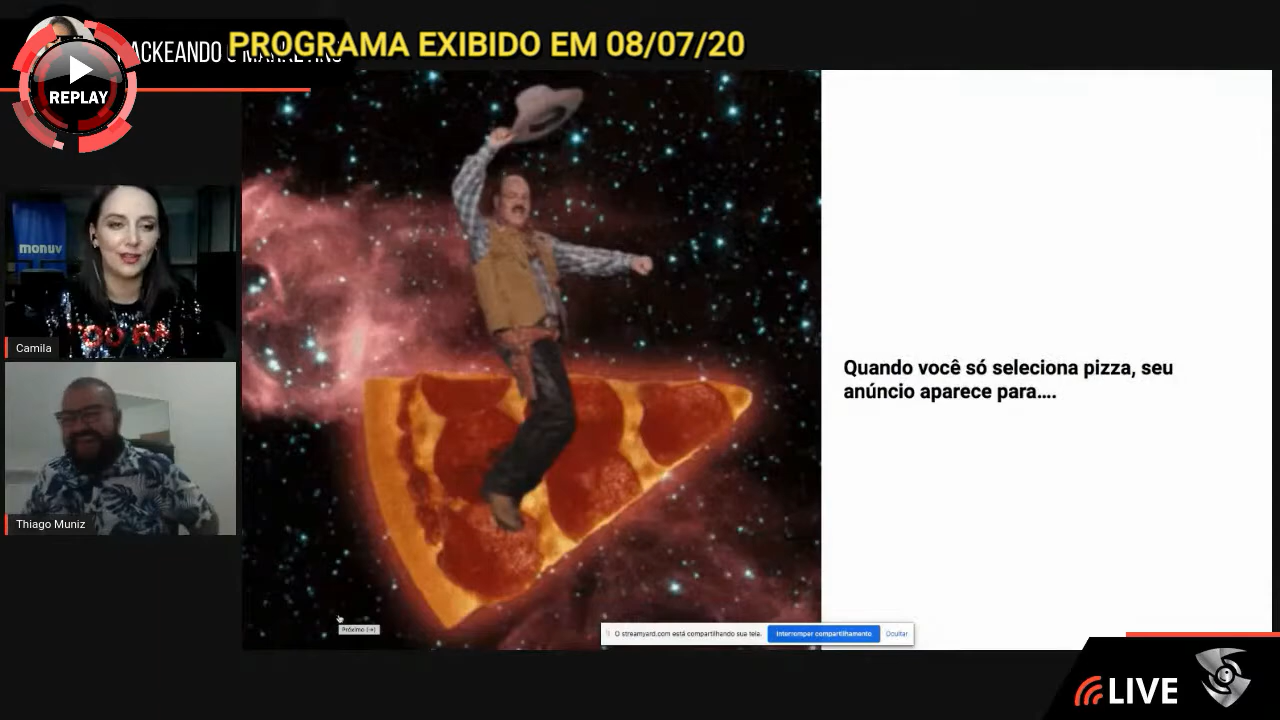 PROGRAMA EXIBIDO EM 08/07/20
REPLAY
monuv
Camila
Thiago Muniz
Quando você só seleciona pizza, seu
anúncio aparece para....
Próximo (→)
O streamyard.com está compartilhando sua tela.
Interromper compartilhamento
Ocultar
LIVE